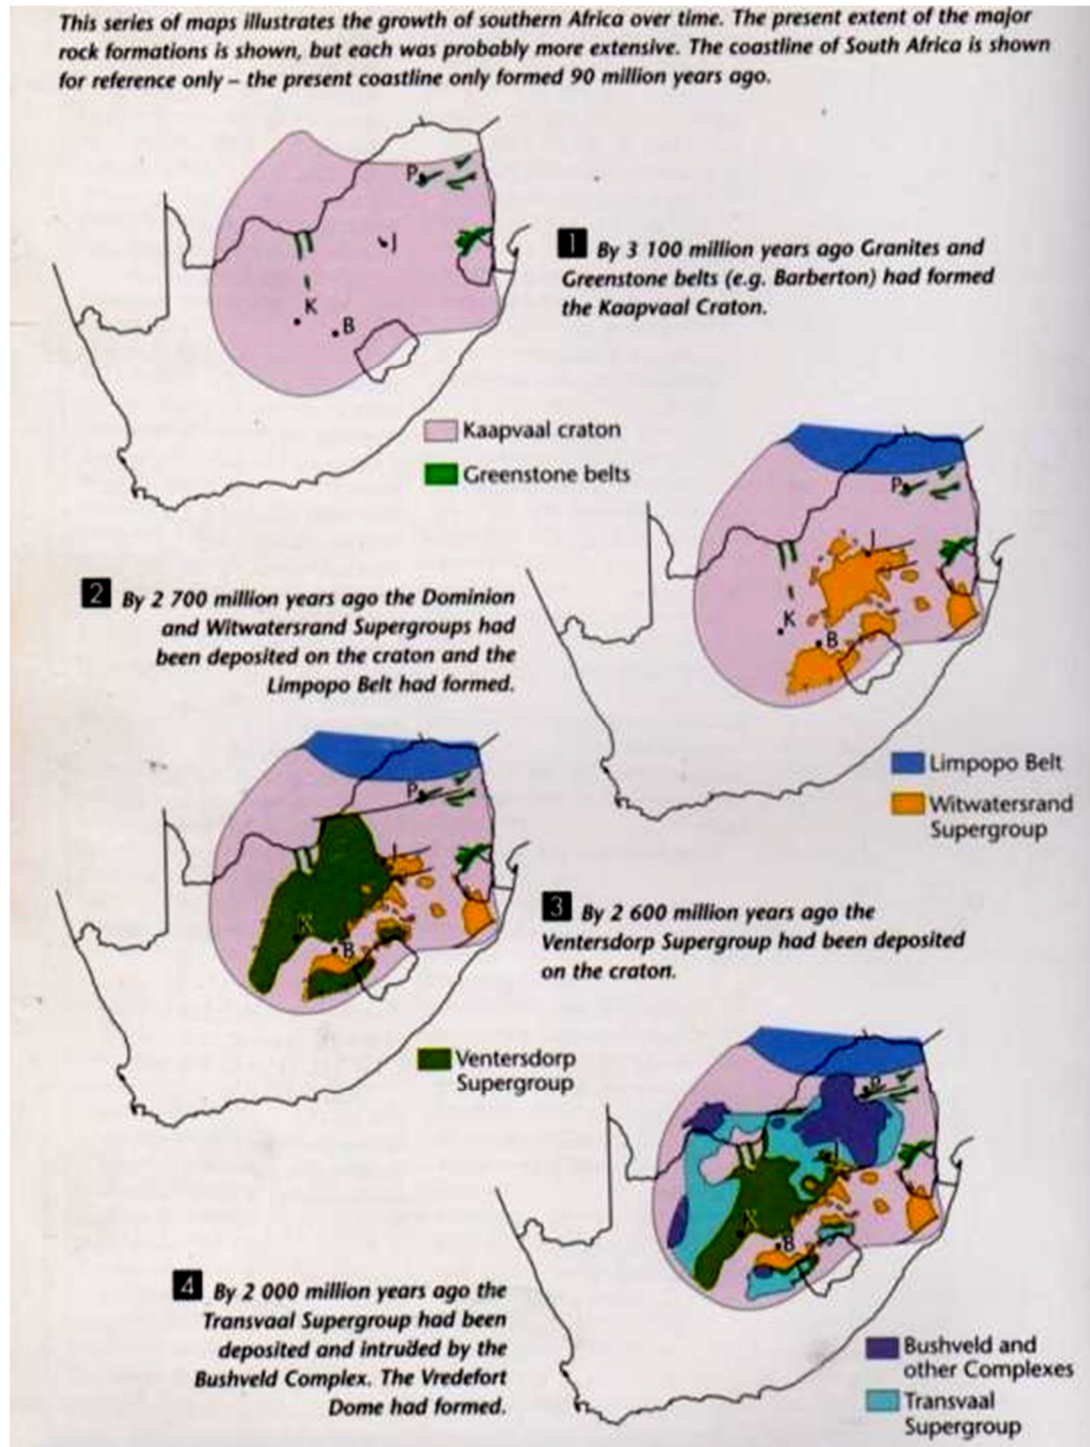 This series of maps illustrates the growth of southern Africa over time. The present extent of the major
rock formations is shown, but each was probably more extensive. The coastline of South Africa is shown
for reference only – the present coastline only formed 90 million years ago.
P
J
K
B
1 By 3 100 million years ago Granites and
Greenstone belts (e.g. Barberton) had formed
the Kaapvaal Craton.
Kaapvaal craton
Greenstone belts
P
J
K
B
2 By 2 700 million years ago the Dominion
and Witwatersrand Supergroups had
been deposited on the craton and the
Limpopo Belt had formed.
Limpopo Belt
Witwatersrand
Supergroup
P
J
K
B
3 By 2 600 million years ago the
Ventersdorp Supergroup had been deposited
on the craton.
Ventersdorp
Supergroup
P
J
K
B
4 By 2 000 million years ago the
Transvaal Supergroup had been
deposited and intruded by the
Bushveld Complex. The Vredefort
Dome had formed.
Bushveld and
other Complexes
Transvaal
Supergroup